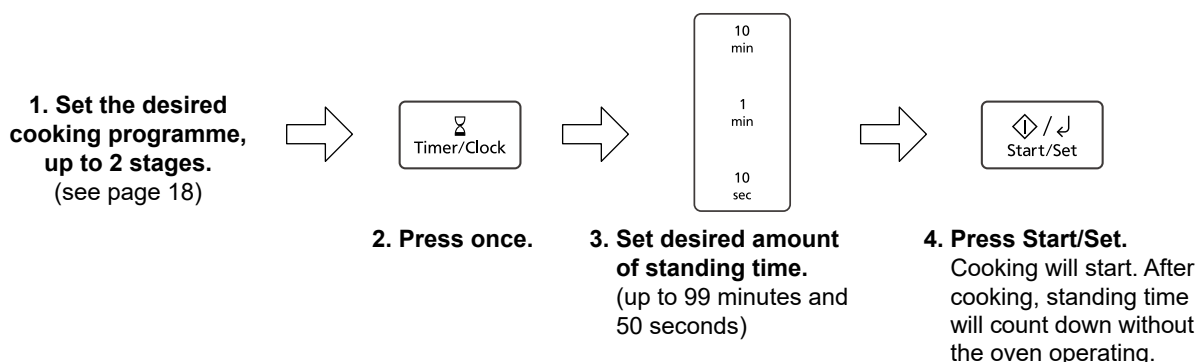 1. Set the desired
cooking programme,
up to 2 stages.
(see page 18)
Timer/Clock
2. Press once.
10
min
1
min
10
sec
3. Set desired amount
of standing time.
(up to 99 minutes and
50 seconds)
/
Start/Set
4. Press Start/Set.
Cooking will start. After
cooking, standing time
will count down without
the oven operating.